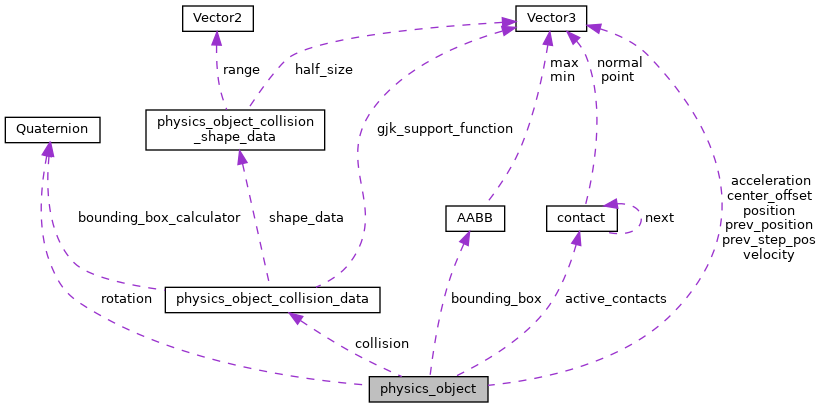 Vector2
Vector3
range
half_size
max
min
normal
point
physics_object_collision
_shape_data
Quaternion
gjk_support_function
acceleration
center_offset
position
prev_position
prev_step_pos
velocity
bounding_box_calculator
shape_data
AABB
contact
next
physics_object_collision_data
rotation
bounding_box
active_contacts
collision
physics_object